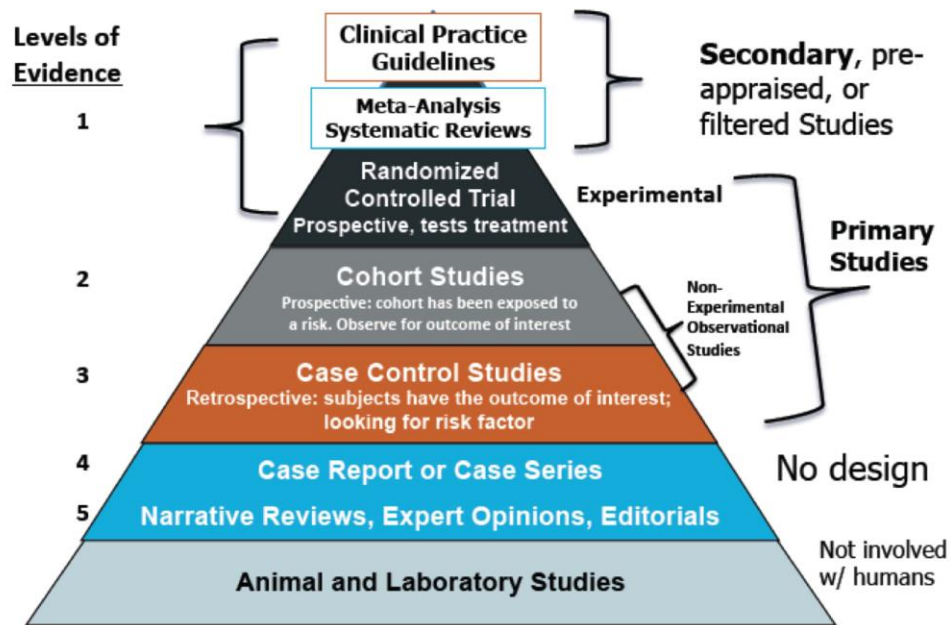 Levels of
Evidence
1
2
3
4
5
Clinical Practice
Guidelines
Meta-Analysis
Systematic Reviews
Randomized
Controlled Trial
Prospective, tests treatment
Cohort Studies
Prospective: cohort has been exposed to
a risk. Observe for outcome of interest
Case Control Studies
Retrospective: subjects have the outcome of interest;
looking for risk factor
Case Report or Case Series
Narrative Reviews, Expert Opinions, Editorials
Animal and Laboratory Studies
Secondary, pre-
appraised, or
filtered Studies
Experimental
Primary
Studies
Non-
Experimental
Observational
Studies
No design
Not involved
w/ humans